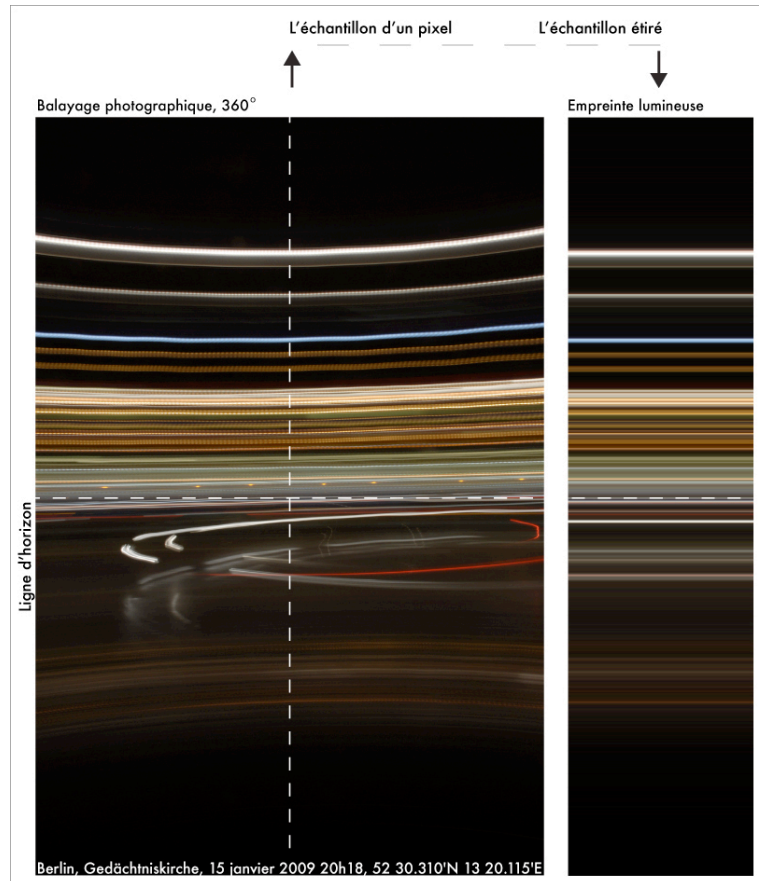 L'échantillon d'un pixel
L'échantillon étiré
Balayage photographique, 360°
Empreinte lumineuse
Ligne d'horizon
Berlin, Gedächtniskirche, 15 janvier 2009 20h18, 52 30.310'N 13 20.115'E